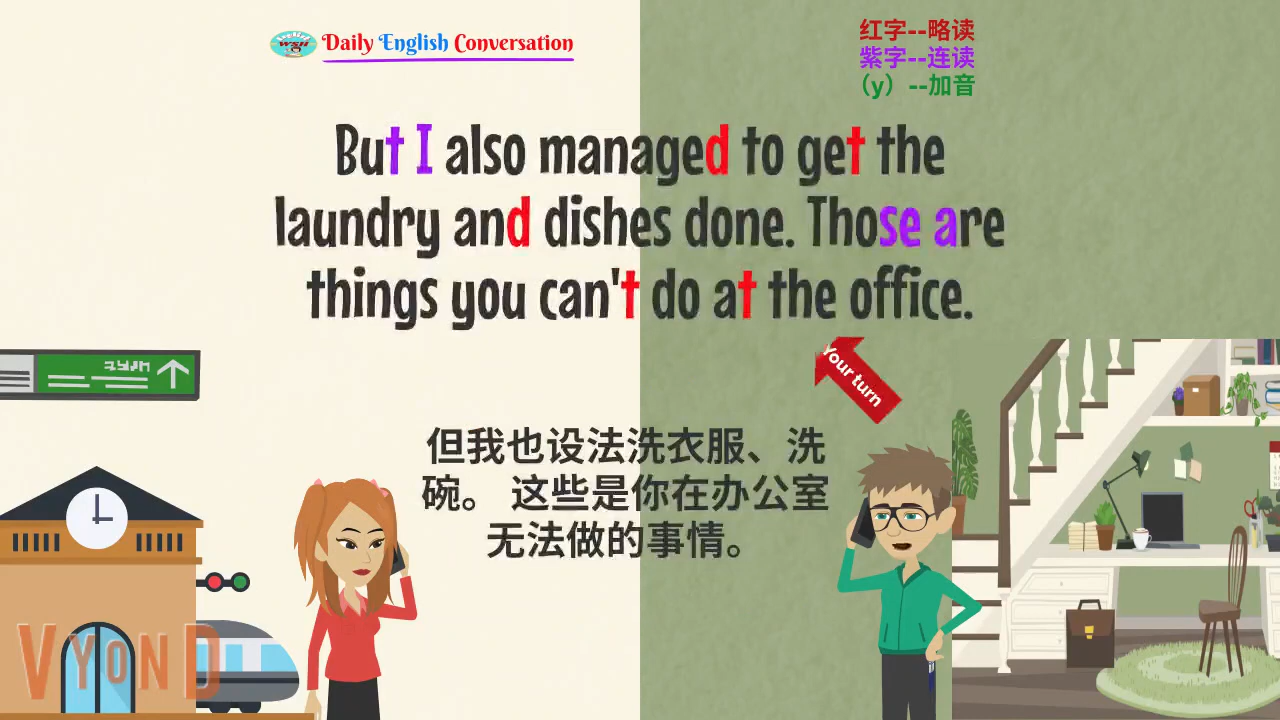 Daily English Conversation
红字--略读
紫字--连读
（y）--加音
But I also managed to get the
laundry and dishes done. Those are
things you can't do at the office.
Your turn
但我也设法洗衣服、洗
碗。 这些是你在办公室
无法做的事情。
VYOND